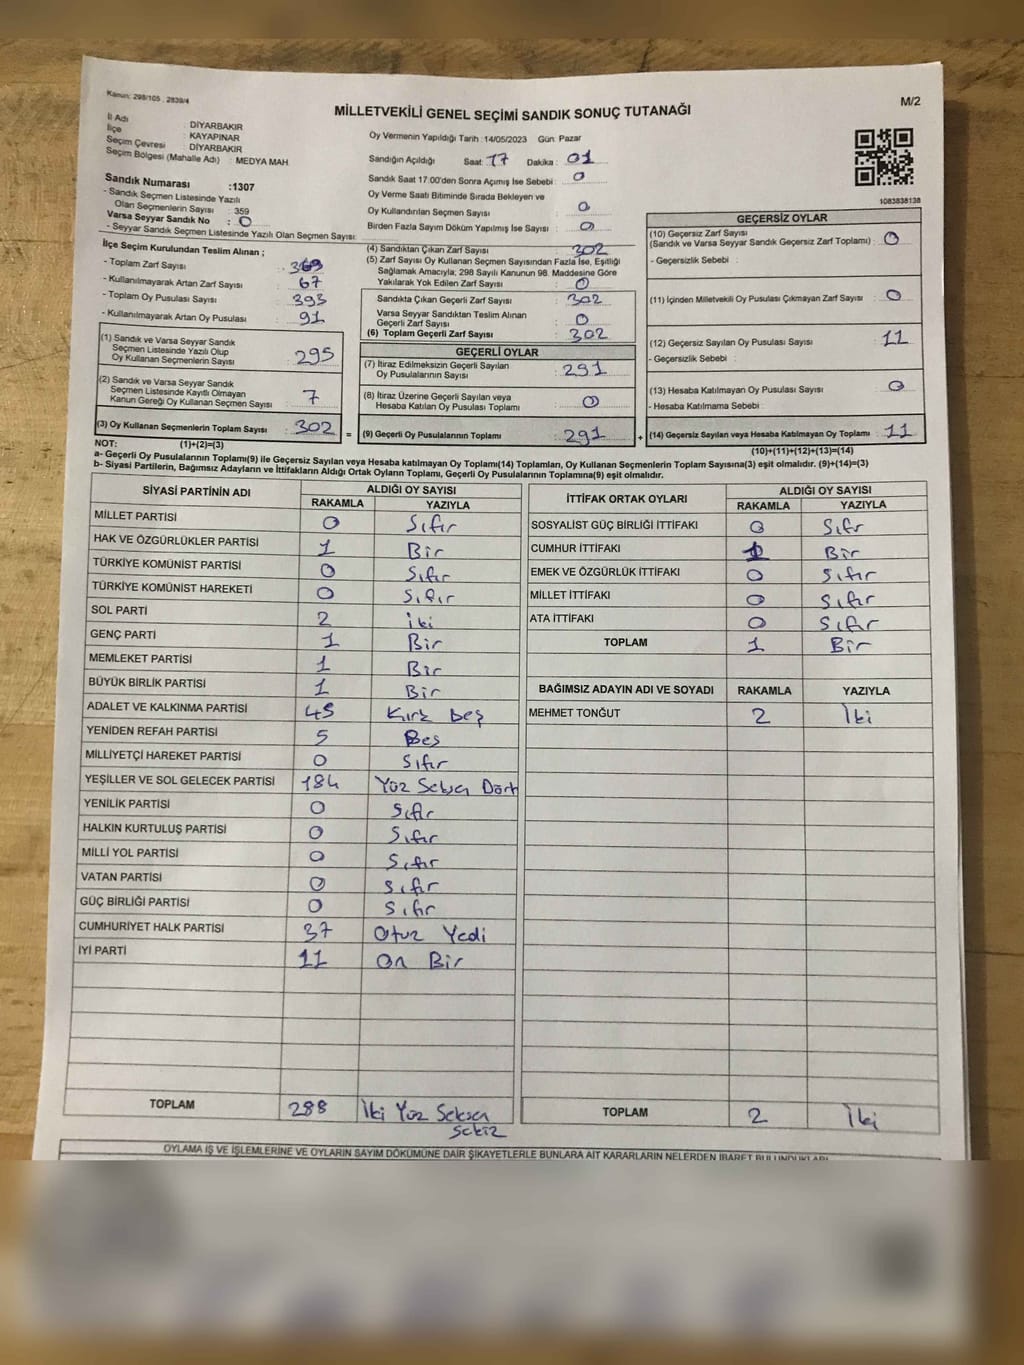 Kanun: 298/105 , 2839/4
MİLLETVEKİLİ GENEL SEÇİMİ SANDIK SONUÇ TUTANAĞI
M/2
İl Adı : DİYARBAKIR
İlçe : KAYAPINAR
Seçim Çevresi : DİYARBAKIR
Seçim Bölgesi (Mahalle Adı) : MEDYA MAH
Oy Vermenin Yapıldığı Tarih :14/05/2023 Gün: Pazar
Sandığın Açıldığı Saat: 17 Dakika : 01
Sandık Saat 17:00'den Sonra Açımış İse Sebebi : 0
Oy Verme Saati Bitiminde Sırada Bekleyen ve
Oy Kullandırılan Seçmen Sayısı : 0
Birden Fazla Sayım Döküm Yapılmış İse Sayısı : 0
1083838138
Sandık Numarası :1307
- Sandık Seçmen Listesinde Yazılı
Olan Seçmenlerin Sayısı : 359
Varsa Seyyar Sandık No : 0
- Seyyar Sandık Seçmen Listesinde Yazılı Olan Seçmen Sayısı:
İlçe Seçim Kurulundan Teslim Alınan ;
- Toplam Zarf Sayısı : 369
- Kullanılmayarak Artan Zarf Sayısı : 67
- Toplam Oy Pusulası Sayısı : 393
- Kullanılmayarak Artan Oy Pusulası : 91
(1) Sandık ve Varsa Seyyar Sandık
Seçmen Listesinde Yazılı Olup
Oy Kullanan Seçmenlerin Sayısı : 295
(2) Sandık ve Varsa Seyyar Sandık
Seçmen Listesinde Kayıtlı Olmayan
Kanun Gereği Oy Kullanan Seçmen Sayısı : 7
(3) Oy Kullanan Seçmenlerin Toplam Sayısı : 302
(4) Sandıktan Çıkan Zarf Sayısı : 302
(5) Zarf Sayısı Oy Kullanan Seçmen Sayısından Fazla İse, Eşitliği
Sağlamak Amacıyla; 298 Sayılı Kanunun 98. Maddesine Göre
Yakılarak Yok Edilen Zarf Sayısı : 0
Sandıkta Çıkan Geçerli Zarf Sayısı : 302
Varsa Seyyar Sandıktan Teslim Alınan
Geçerli Zarf Sayısı : 0
(6) Toplam Geçerli Zarf Sayısı : 302
GEÇERLİ OYLAR
(7) İtiraz Edilmeksizin Geçerli Sayılan
Oy Pusulalarının Sayısı : 291
(8) İtiraz Üzerine Geçerli Sayılan veya
Hesaba Katılan Oy Pusulası Toplamı : 0
= (9) Geçerli Oy Pusulalarının Toplamı : 291
GEÇERSİZ OYLAR
(10) Geçersiz Zarf Sayısı
(Sandık ve Varsa Seyyar Sandık Geçersiz Zarf Toplamı) : 0
- Geçersizlik Sebebi :
(11) İçinden Milletvekili Oy Pusulası Çıkmayan Zarf Sayısı : 0
(12) Geçersiz Sayılan Oy Pusulası Sayısı : 11
- Geçersizlik Sebebi :
(13) Hesaba Katılmayan Oy Pusulası Sayısı : 0
- Hesaba Katılmama Sebebi :
+ (14) Geçersiz Sayılan veya Hesaba Katılmayan Oy Toplamı : 11
NOT: (1)+(2)=(3)
(10)+(11)+(12)+(13)=(14)
a- Geçerli Oy Pusulalarının Toplamı(9) ile Geçersiz Sayılan veya Hesap katılmayan Oy Toplamı(14) Toplamları, Oy Kullanan Seçmenlerin Toplam Sayısına(3) eşit olmalıdır. (9)+(14)=(3)
b- Siyasi Partilerin, Bağımsız Adayların ve İttifakların Aldığı Ortak Oyların Toplamı, Geçerli Oy Pusulalarının Toplamına(9) eşit olmalıdır.
SİYASİ PARTİNİN ADI ALDIĞI OY SAYISI
RAKAMLA YAZIYLA
MİLLET PARTİSİ 0 Sıfır
HAK VE ÖZGÜRLÜKLER PARTİSİ 1 Bir
TÜRKİYE KOMÜNİST PARTİSİ 0 Sıfır
TÜRKİYE KOMÜNİST HAREKETİ 0 Sıfır
SOL PARTİ 2 iki
GENÇ PARTİ 1 Bir
MEMLEKET PARTİSİ 1 Bir
BÜYÜK BİRLİK PARTİSİ 1 Bir
ADALET VE KALKINMA PARTİSİ 45 Kırk beş
YENİDEN REFAH PARTİSİ 5 Beş
MİLLİYETÇİ HAREKET PARTİSİ 0 Sıfır
YEŞİLLER VE SOL GELECEK PARTİSİ 184 Yüz Seksen Dört
YENİLİK PARTİSİ 0 Sıfır
HALKIN KURTULUŞ PARTİSİ 0 Sıfır
MİLLİ YOL PARTİSİ 0 Sıfır
VATAN PARTİSİ 0 Sıfır
GÜÇ BİRLİĞİ PARTİSİ 0 Sıfır
CUMHURİYET HALK PARTİSİ 37 Otuz Yedi
İYİ PARTİ 11 On Bir
TOPLAM 288 İki Yüz Seksen
Sekiz
İTTİFAK ORTAK OYLARI ALDIĞI OY SAYISI
RAKAMLA YAZIYLA
SOSYALİST GÜÇ BİRLİĞİ İTTİFAKI 0 Sıfır
CUMHUR İTTİFAKI 1 Bir
EMEK VE ÖZGÜRLÜK İTTİFAKI 0 Sıfır
MİLLET İTTİFAKI 0 Sıfır
ATA İTTİFAKI 0 Sıfır
TOPLAM 1 Bir
BAĞIMSIZ ADAYIN ADI VE SOYADI RAKAMLA YAZIYLA
MEHMET TONĞUT 2 İki
TOPLAM 2 İki
OYLAMA İŞ VE İŞLEMLERİNE VE OYLARIN SAYIM DÖKÜMÜNE DAİR ŞİKAYETLERLE BUNLARA AİT KARARLARIN NELERDEN İBARET BULUNDUKLARI